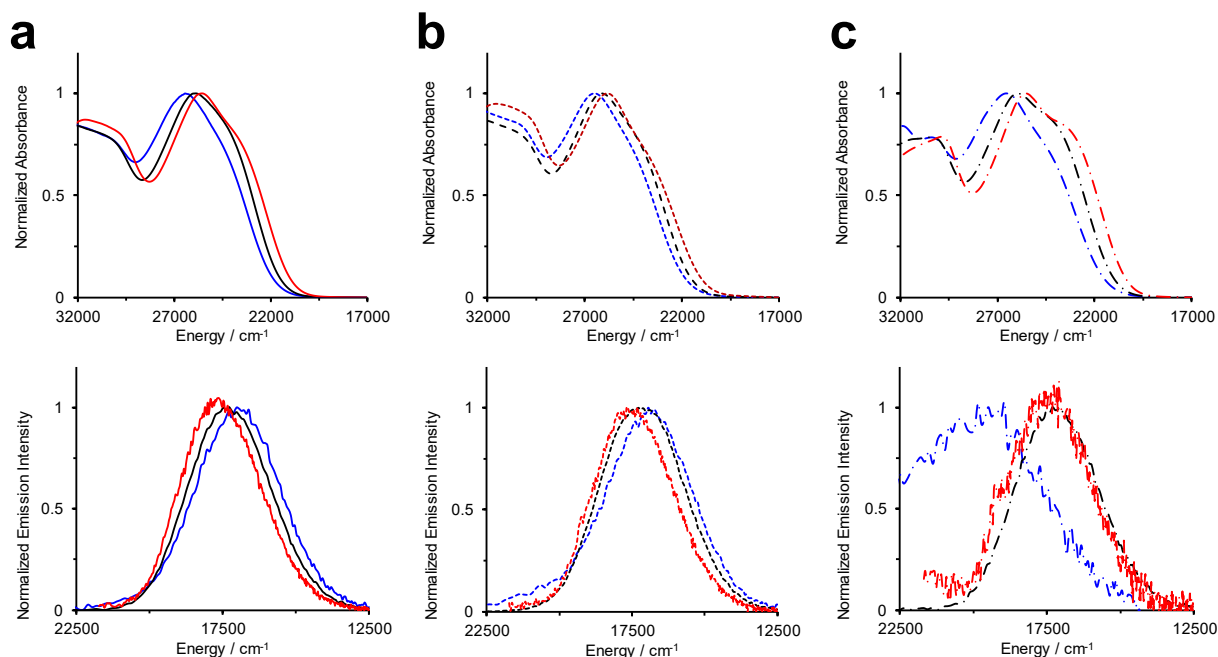 a
b
c
Normalized Absorbance
1
0.5
0
32000 27000 22000 17000
Energy / cm⁻¹
Normalized Absorbance
1
0.5
0
32000 27000 22000 17000
Energy / cm⁻¹
Normalized Absorbance
1
0.5
0
32000 27000 22000 17000
Energy / cm⁻¹
Normalized Emission Intensity
1
0.5
0
22500 17500 12500
Energy / cm⁻¹
Normalized Emission Intensity
1
0.5
0
22500 17500 12500
Energy / cm⁻¹
Normalized Emission Intensity
1
0.5
0
22500 17500 12500
Energy / cm⁻¹